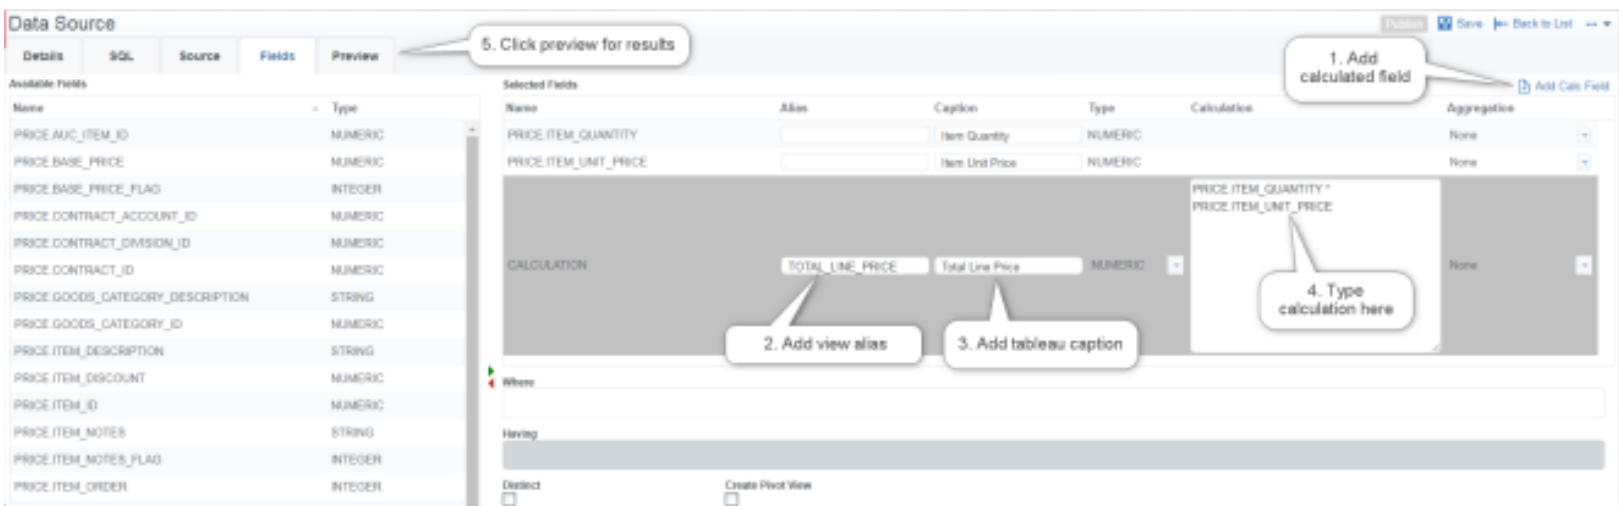 Data Source
Publish Save Back to List
Details SQL Source Fields Preview
5. Click preview for results
1. Add
calculated field
Add Calc Field
Available Fields
Name Type
PRICE.AUC_ITEM_ID NUMERIC
PRICE.BASE_PRICE NUMERIC
PRICE.BASE_PRICE_FLAG INTEGER
PRICE.CONTRACT_ACCOUNT_ID NUMERIC
PRICE.CONTRACT_DIVISION_ID NUMERIC
PRICE.CONTRACT_ID NUMERIC
PRICE.GOODS_CATEGORY_DESCRIPTION STRING
PRICE.GOODS_CATEGORY_ID NUMERIC
PRICE.ITEM_DESCRIPTION STRING
PRICE.ITEM_DISCOUNT NUMERIC
PRICE.ITEM_ID NUMERIC
PRICE.ITEM_NOTES STRING
PRICE.ITEM_NOTES_FLAG INTEGER
PRICE.ITEM_ORDER INTEGER
Selected Fields
Name Alias Caption Type Calculation Aggregation
PRICE.ITEM_QUANTITY Item Quantity NUMERIC None
PRICE.ITEM_UNIT_PRICE Item Unit Price NUMERIC None
PRICE.ITEM_QUANTITY *
PRICE.ITEM_UNIT_PRICE
CALCULATION TOTAL_LINE_PRICE Total Line Price NUMERIC None
4. Type
calculation here
2. Add view alias
3. Add tableau caption
Where
Having
Distinct Create Pivot View